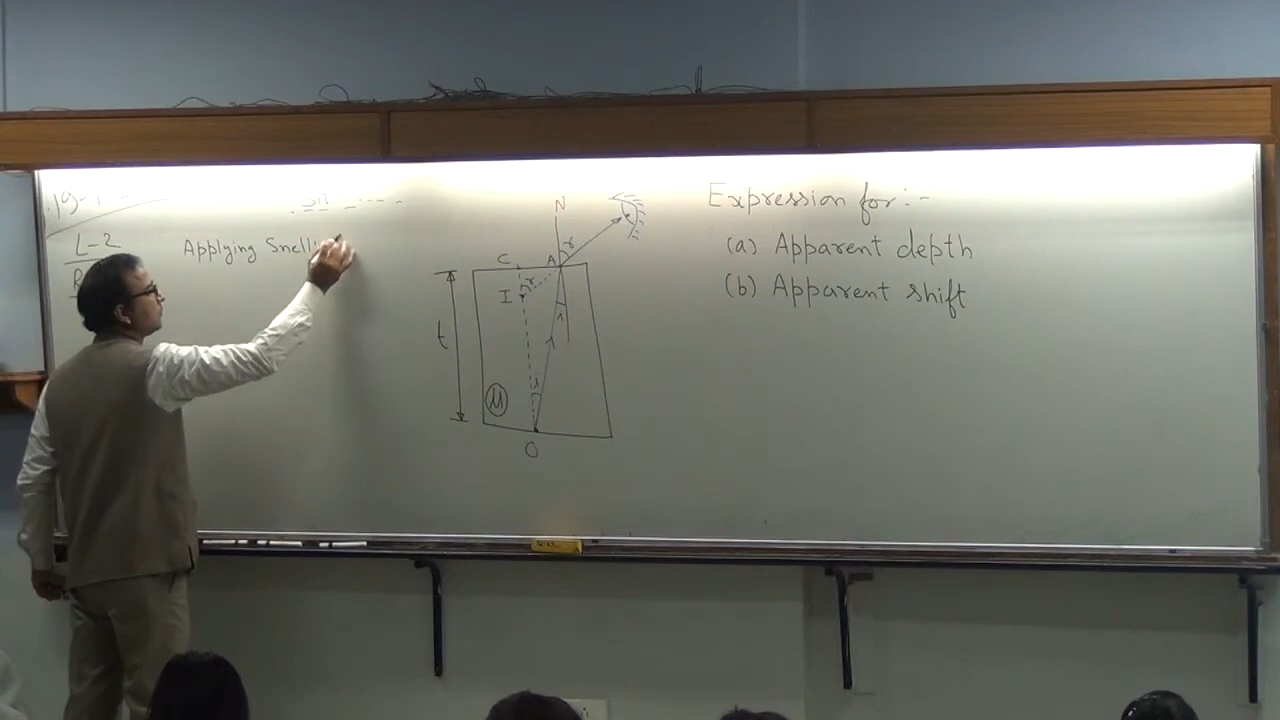 L-2
Applying Snell
N
r
C
A
I
r
i
t
i
μ
O
Expression for:-
(a) Apparent depth
(b) Apparent shift